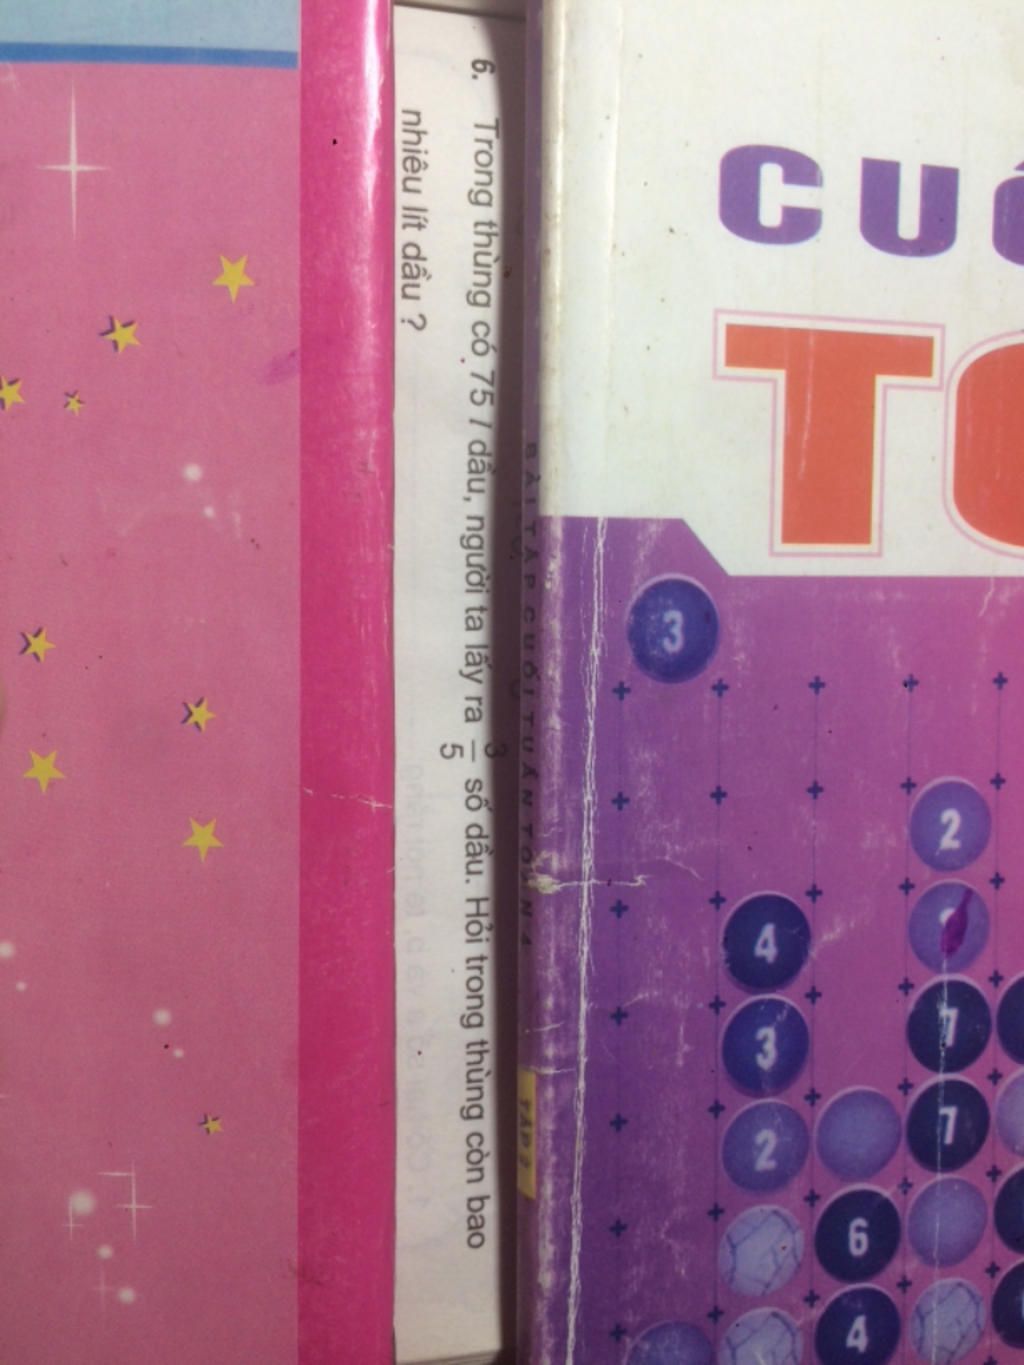 6. Trong thùng có 75 l dầu, người ta lấy ra 3/5 số dầu. Hỏi trong thùng còn bao
nhiêu lít dầu ?
BÀI TẬP CUỐI TUẦN TOÁN 4
TẬP 2
CUỐ
TO
3
2
4
7
3
7
2
6
4